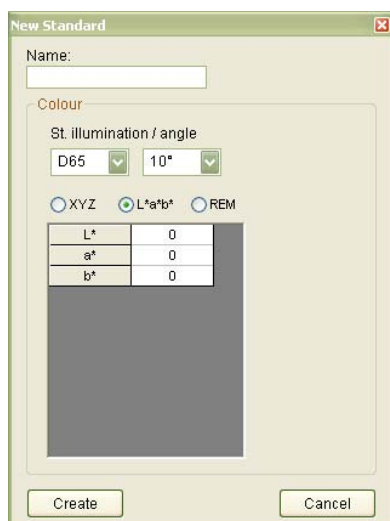 New Standard
Name:
Colour
St. illumination / angle
D65 10°
XYZ L*a*b* REM
L* 0
a* 0
b* 0
Create Cancel